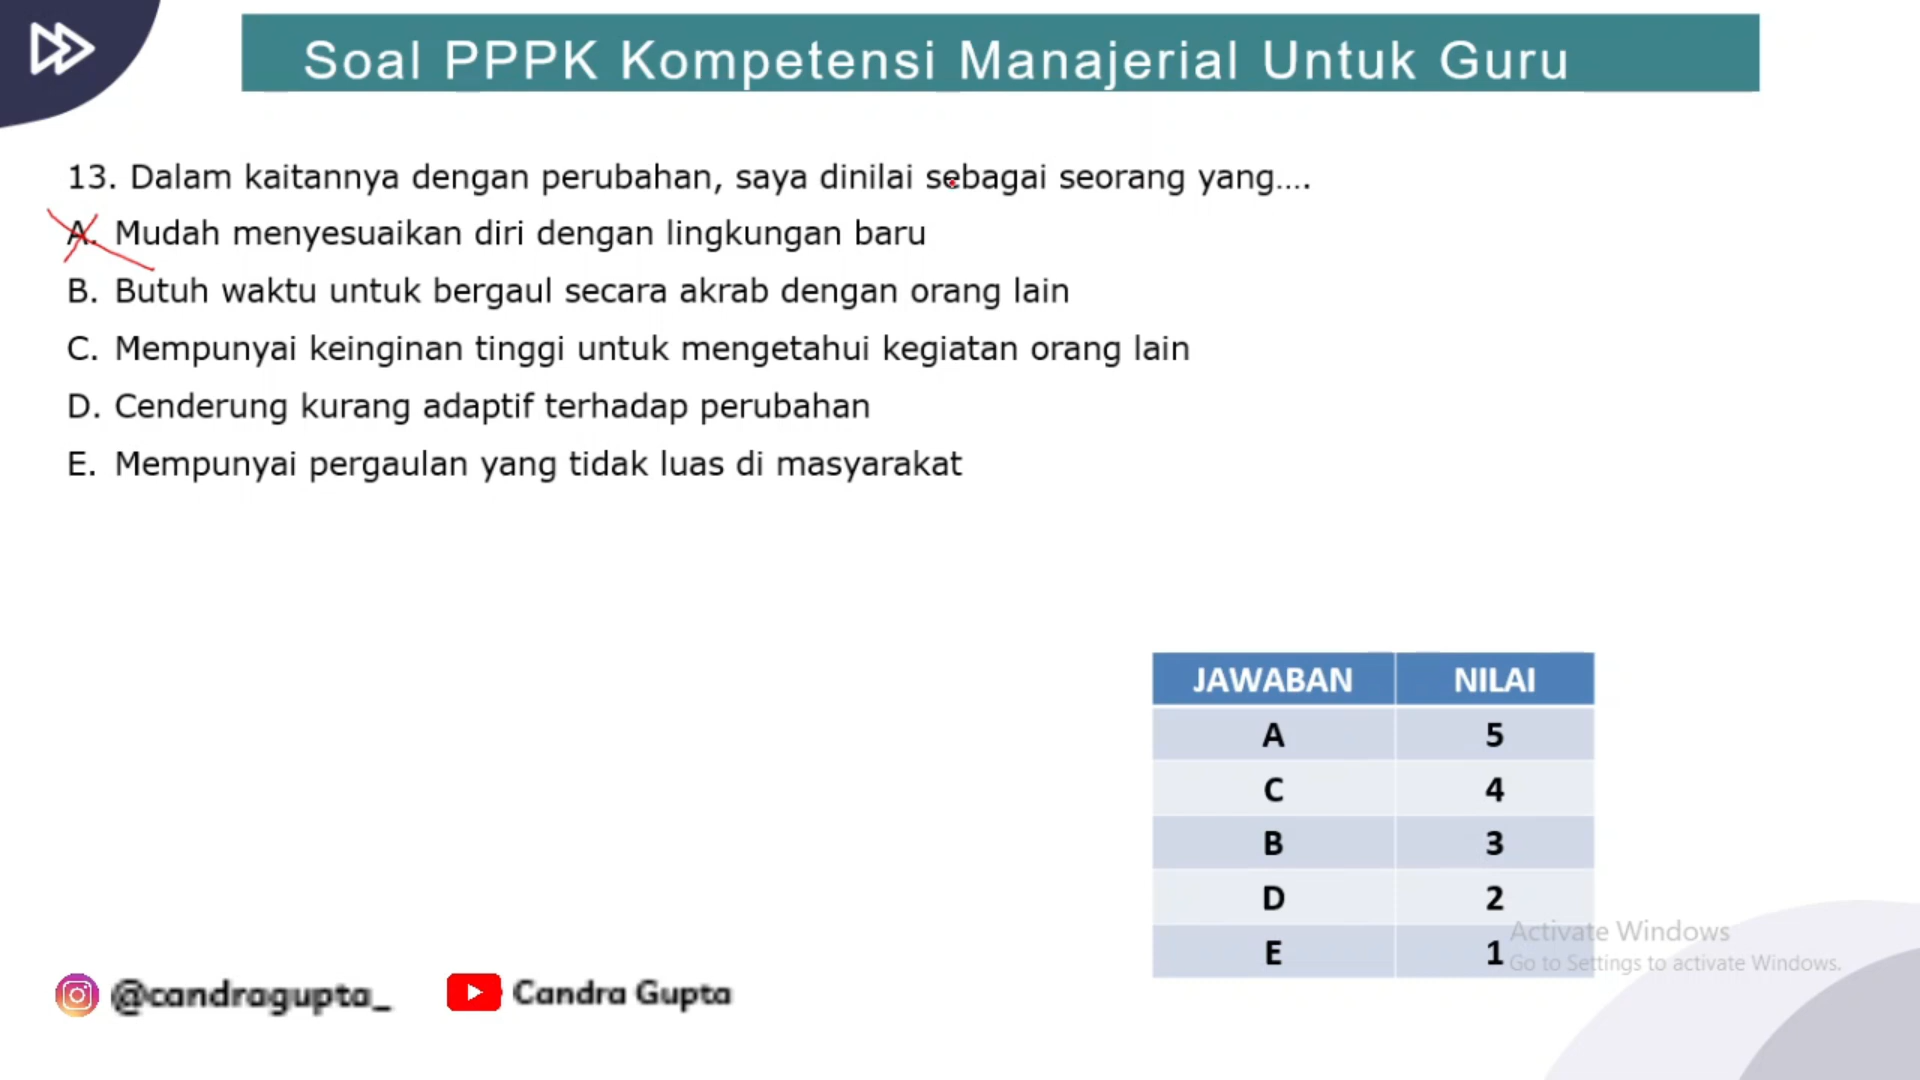 Soal PPPK Kompetensi Manajerial Untuk Guru
13. Dalam kaitannya dengan perubahan, saya dinilai sebagai seorang yang....
A. Mudah menyesuaikan diri dengan lingkungan baru
B. Butuh waktu untuk bergaul secara akrab dengan orang lain
C. Mempunyai keinginan tinggi untuk mengetahui kegiatan orang lain
D. Cenderung kurang adaptif terhadap perubahan
E. Mempunyai pergaulan yang tidak luas di masyarakat
JAWABAN NILAI
A 5
C 4
B 3
D 2
E 1
Activate Windows
Go to Settings to activate Windows.
@candragupta_ Candra Gupta